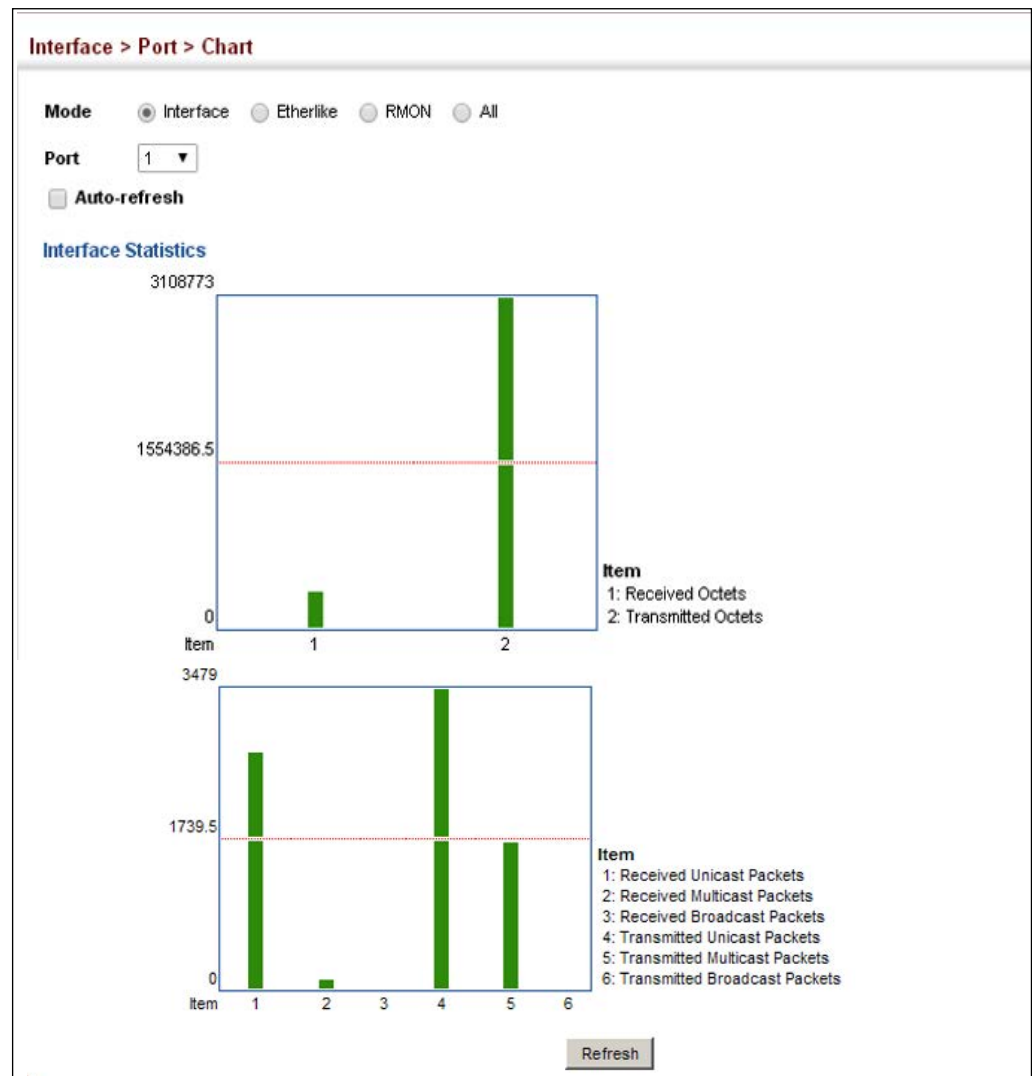 Interface > Port > Chart
Mode Interface Etherlike RMON All
Port 1
Auto-refresh
Interface Statistics
3108773
1554386.5
0
Item 1 2
Item
1: Received Octets
2: Transmitted Octets
3479
1739.5
0
Item 1 2 3 4 5 6
Item
1: Received Unicast Packets
2: Received Multicast Packets
3: Received Broadcast Packets
4: Transmitted Unicast Packets
5: Transmitted Multicast Packets
6: Transmitted Broadcast Packets
Refresh